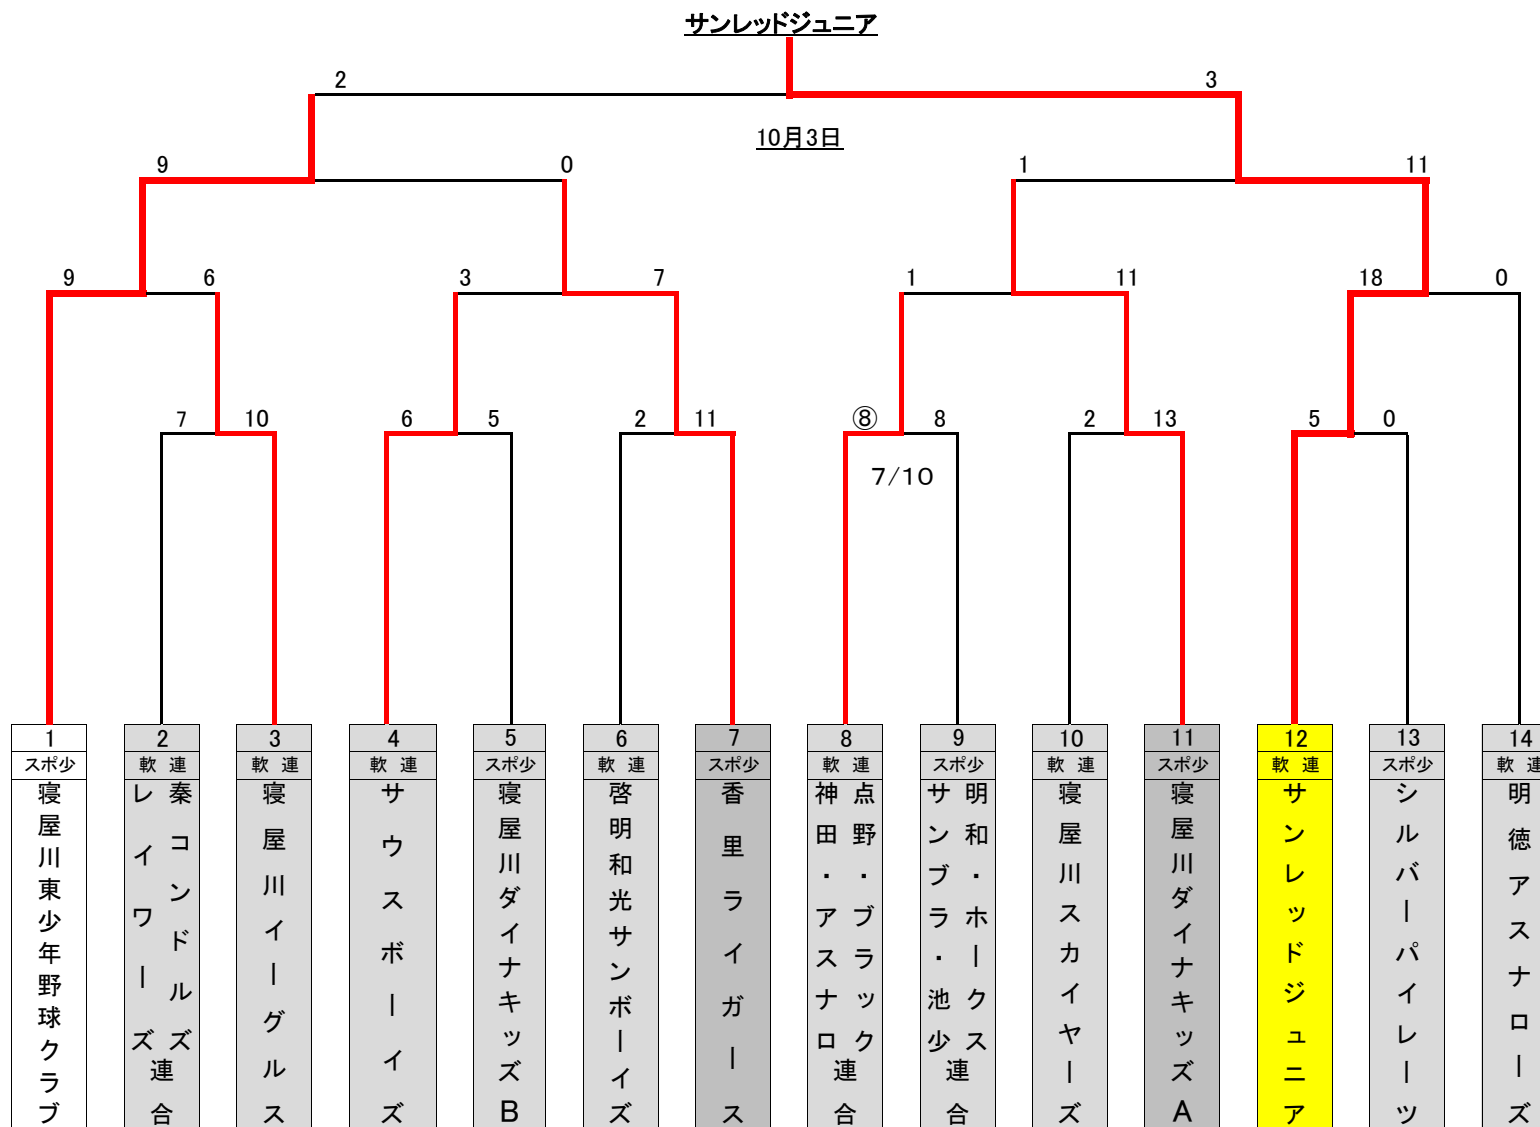 サンレッドジュニア
2
3
10月3日
9
0
1
11
9
6
3
7
1
11
18
0
7
10
6
5
2
11
⑧
8
2
13
5
0
7/10
1
2
3
4
5
6
7
8
9
10
11
12
13
14
スポ少
軟 連
軟 連
軟 連
スポ少
軟 連
スポ少
軟 連
スポ少
軟 連
スポ少
軟 連
スポ少
軟 連
寝屋川東少年野球クラブ
秦コンドルズ
レイワーズ
連合
寝屋川イーグルス
サウスボーイズ
寝屋川ダイナキッズB
啓明和光サンボーイズ
香里ライガース
点野・ブラック
神田・アスナロ
連合
明和・ホークス
サンブラ・池少
連合
寝屋川スカイヤーズ
寝屋川ダイナキッズA
サンレッドジュニア
シルバーパイレーツ
明徳アスナローズ